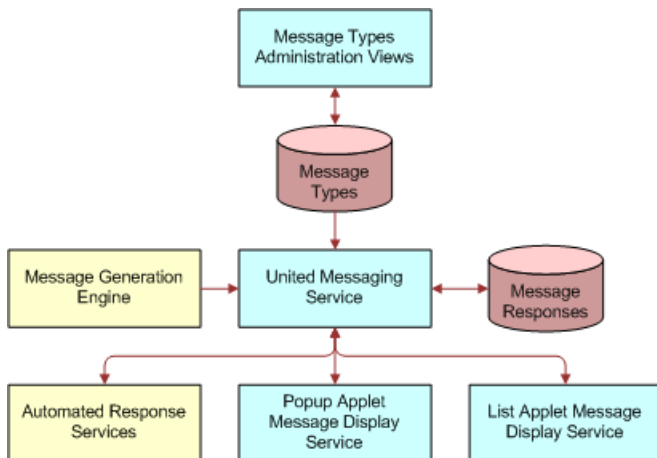 Message Types
Administration Views
Message
Types
Message Generation
Engine
United Messaging
Service
Message
Responses
Automated Response
Services
Popup Applet
Message Display
Service
List Applet Message
Display Service